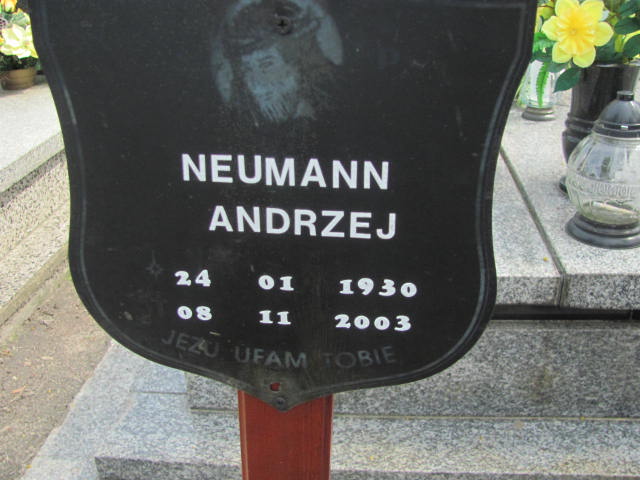 NEUMANN
ANDRZEJ
24 01 1930
08 11 2003
JEZU UFAM TOBIE